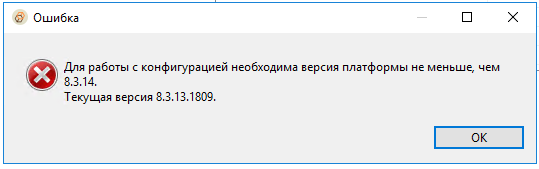 Ошибка
Для работы с конфигурацией необходима версия платформы не меньше, чем
8.3.14.
Текущая версия 8.3.13.1809.
OK